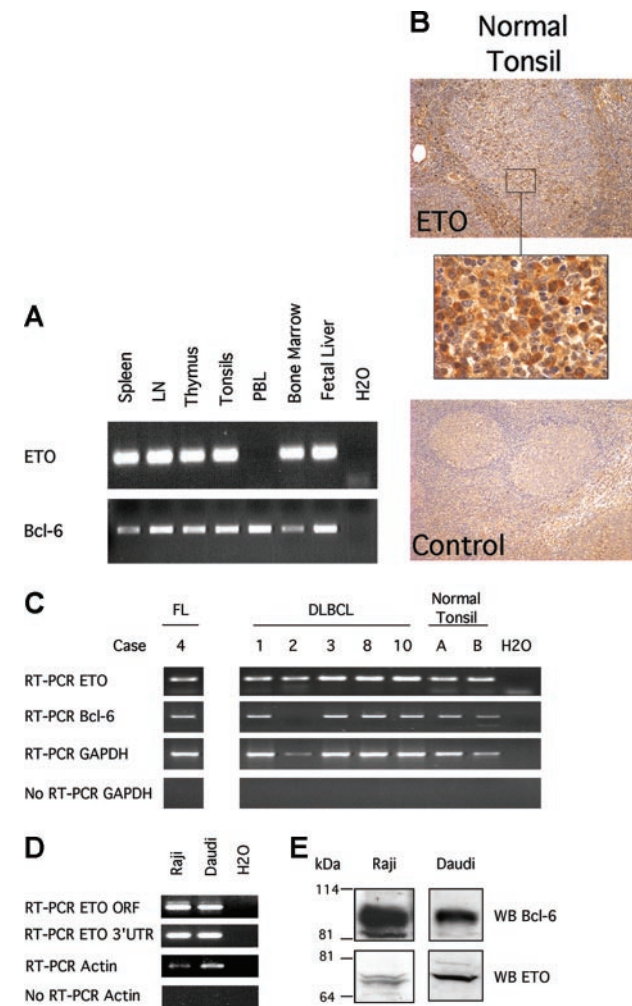 B
Normal
Tonsil
ETO
Control
A
Spleen
LN
Thymus
Tonsils
PBL
Bone Marrow
Fetal Liver
H2O
ETO
Bcl-6
C
FL
DLBCL
Normal
Tonsil
Case
4
1 2 3 8 10 A B H2O
RT-PCR ETO
RT-PCR Bcl-6
RT-PCR GAPDH
No RT-PCR GAPDH
D
Raji
Daudi
H2O
RT-PCR ETO ORF
RT-PCR ETO 3'UTR
RT-PCR Actin
No RT-PCR Actin
E
kDa Raji Daudi
114
81
WB Bcl-6
81
64
WB ETO